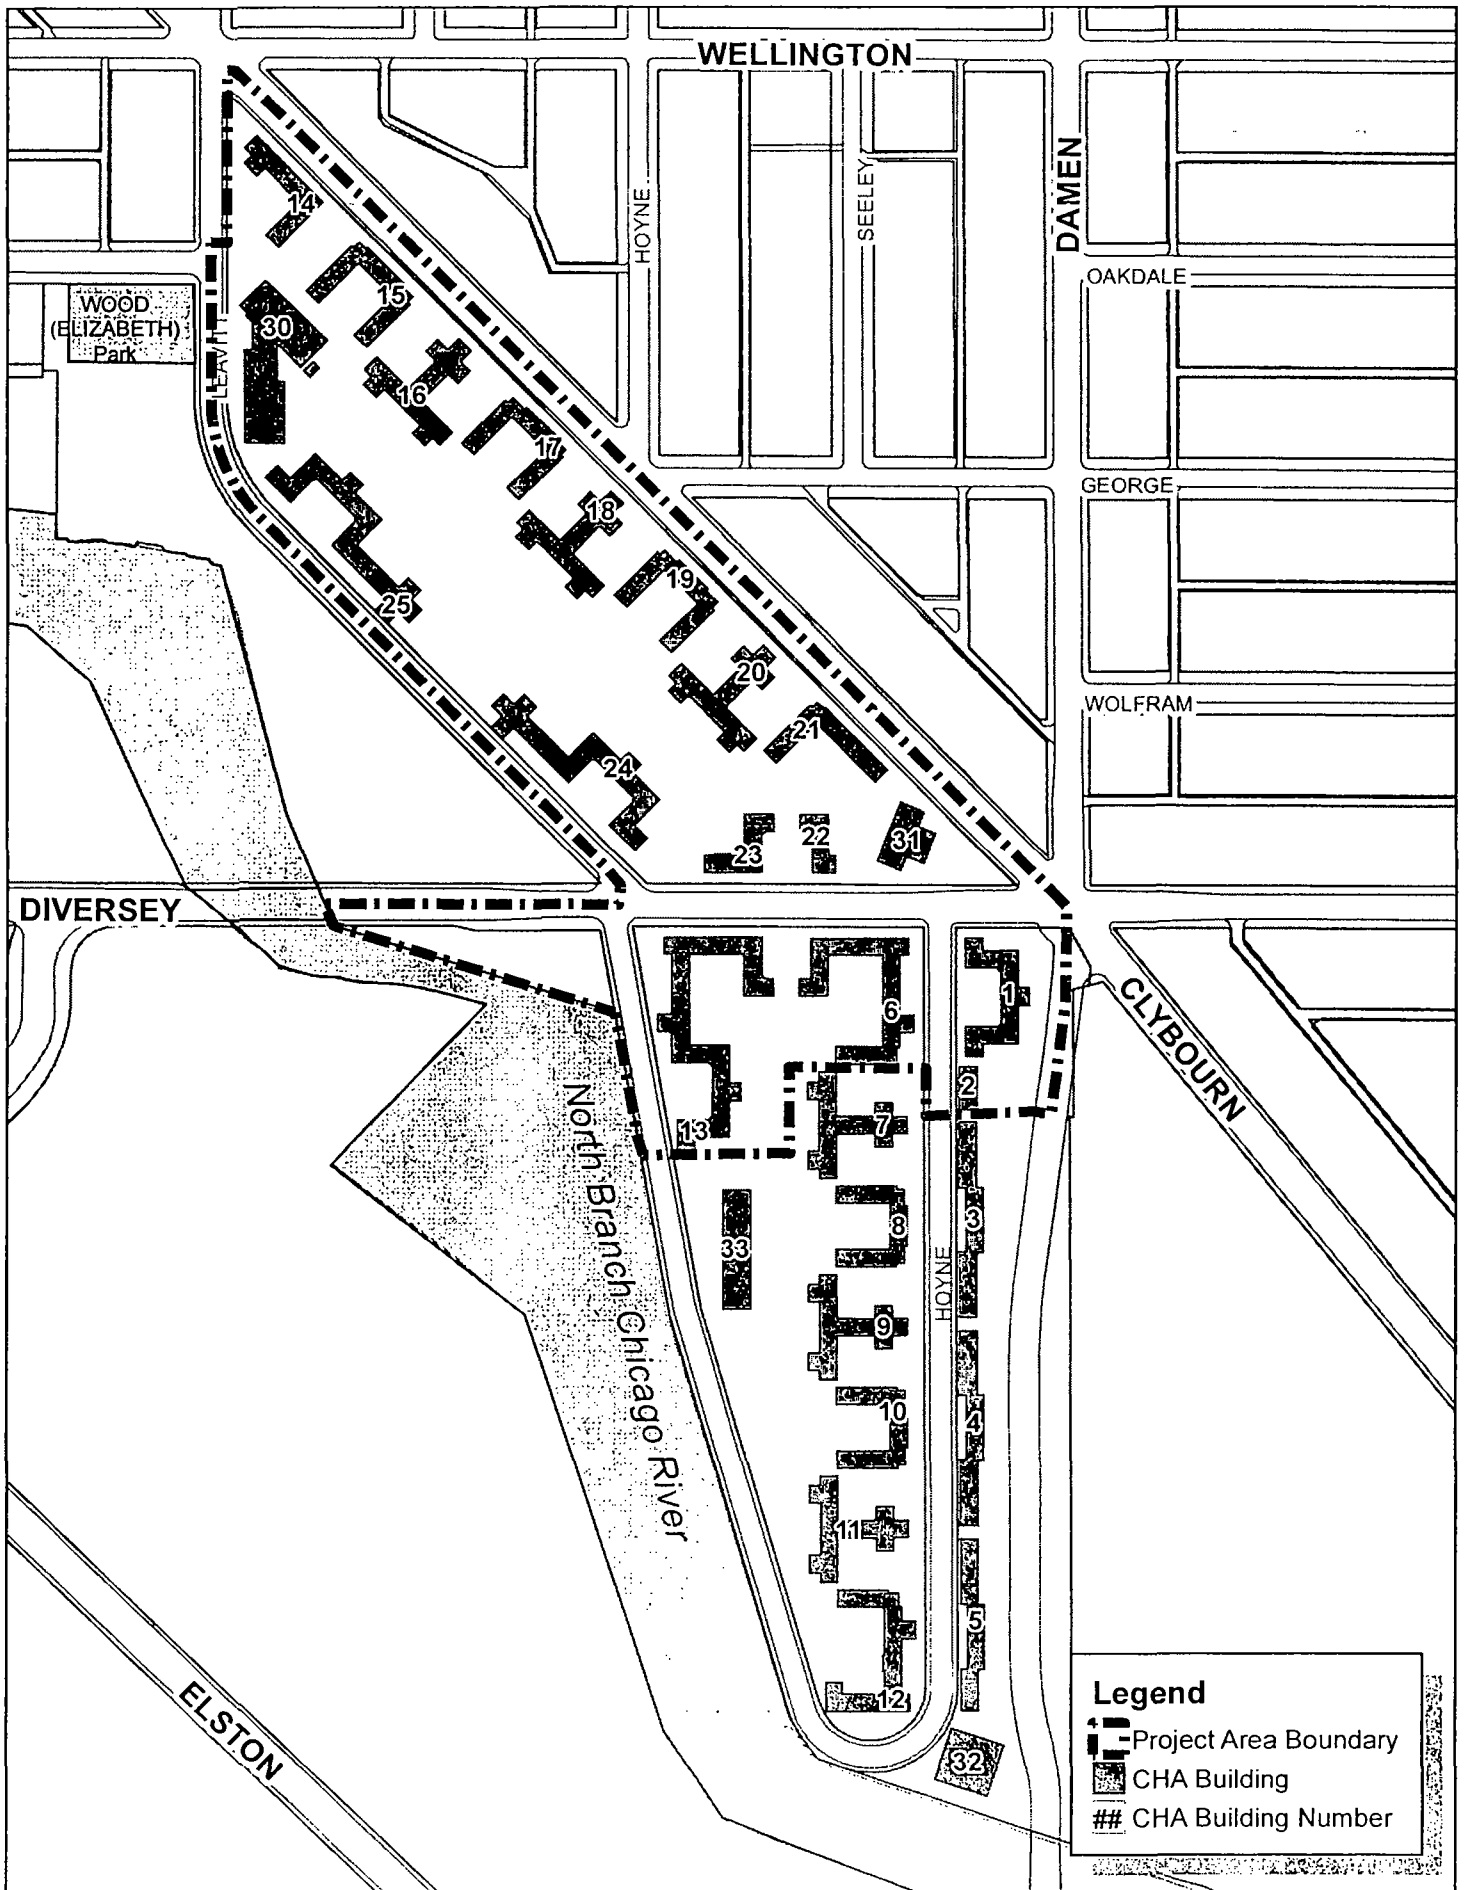 WELLINGTON
HOYNE
SEELEY
DAMEN
14
OAKDALE
WOOD
(ELIZABETH)
Park
15
30
LEAVITT
16
17
GEORGE
18
19
25
20
WOLFRAM
21
24
31
22
23
DIVERSEY
1
6
CLYBOURN
2
7
13
North Branch Chicago River
3
8
33
HOYNE
9
10
4
11
5
12
ELSTON
32
Legend
Project Area Boundary
CHA Building
## CHA Building Number